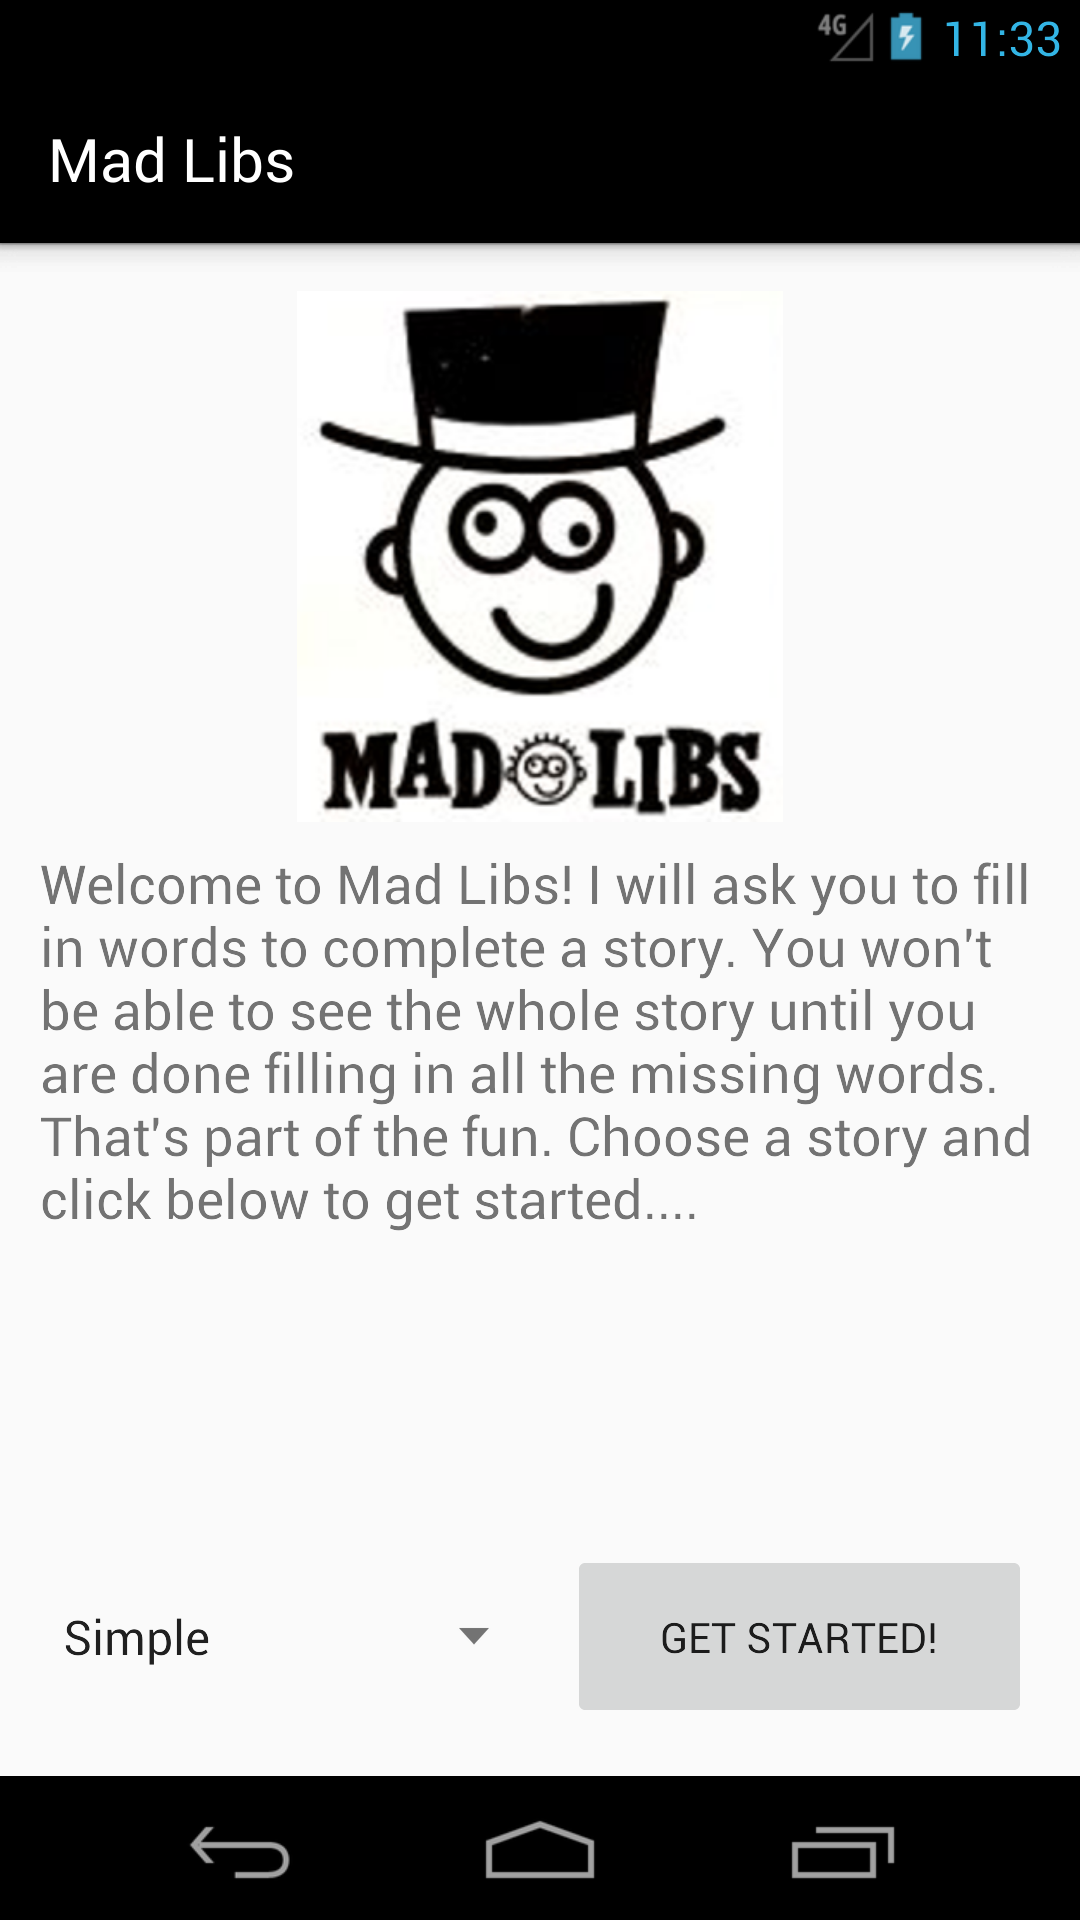 4G 11:33
Mad Libs
MAD LIBS
Welcome to Mad Libs! I will ask you to fill
in words to complete a story. You won't
be able to see the whole story until you
are done filling in all the missing words.
That's part of the fun. Choose a story and
click below to get started....
Simple
GET STARTED!